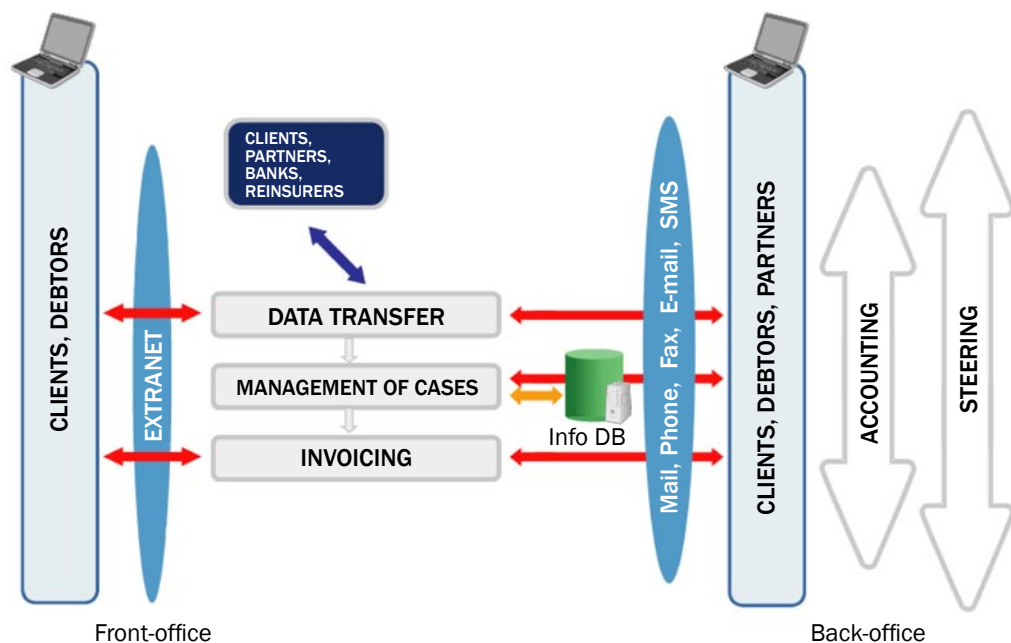 CLIENTS, DEBTORS
EXTRANET
CLIENTS,
PARTNERS,
BANKS,
REINSURERS
DATA TRANSFER
MANAGEMENT OF CASES
INVOICING
Info DB
Mail, Phone, Fax, E-mail, SMS
CLIENTS, DEBTORS, PARTNERS
ACCOUNTING
STEERING
Front-office
Back-office